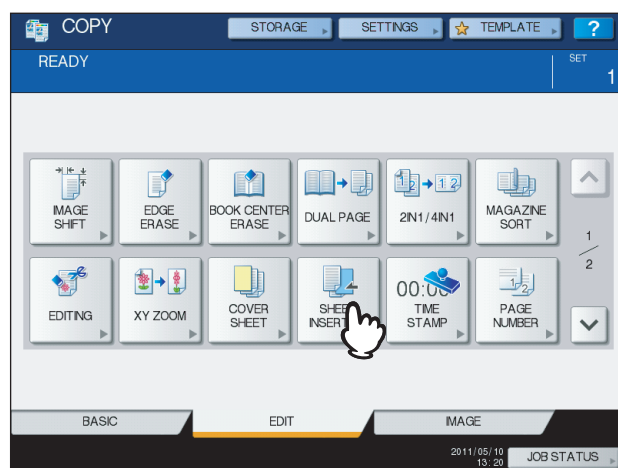 COPY
STORAGE
SETTINGS
TEMPLATE
?
READY
SET
1
IMAGE
SHIFT
EDGE
ERASE
BOOK CENTER
ERASE
DUAL PAGE
2IN1/4IN1
MAGAZINE
SORT
1
2
EDITING
XY ZOOM
COVER
SHEET
INSERT
TIME
STAMP
PAGE
NUMBER
BASIC
EDIT
IMAGE
2011/05/10
13:20
JOB STATUS